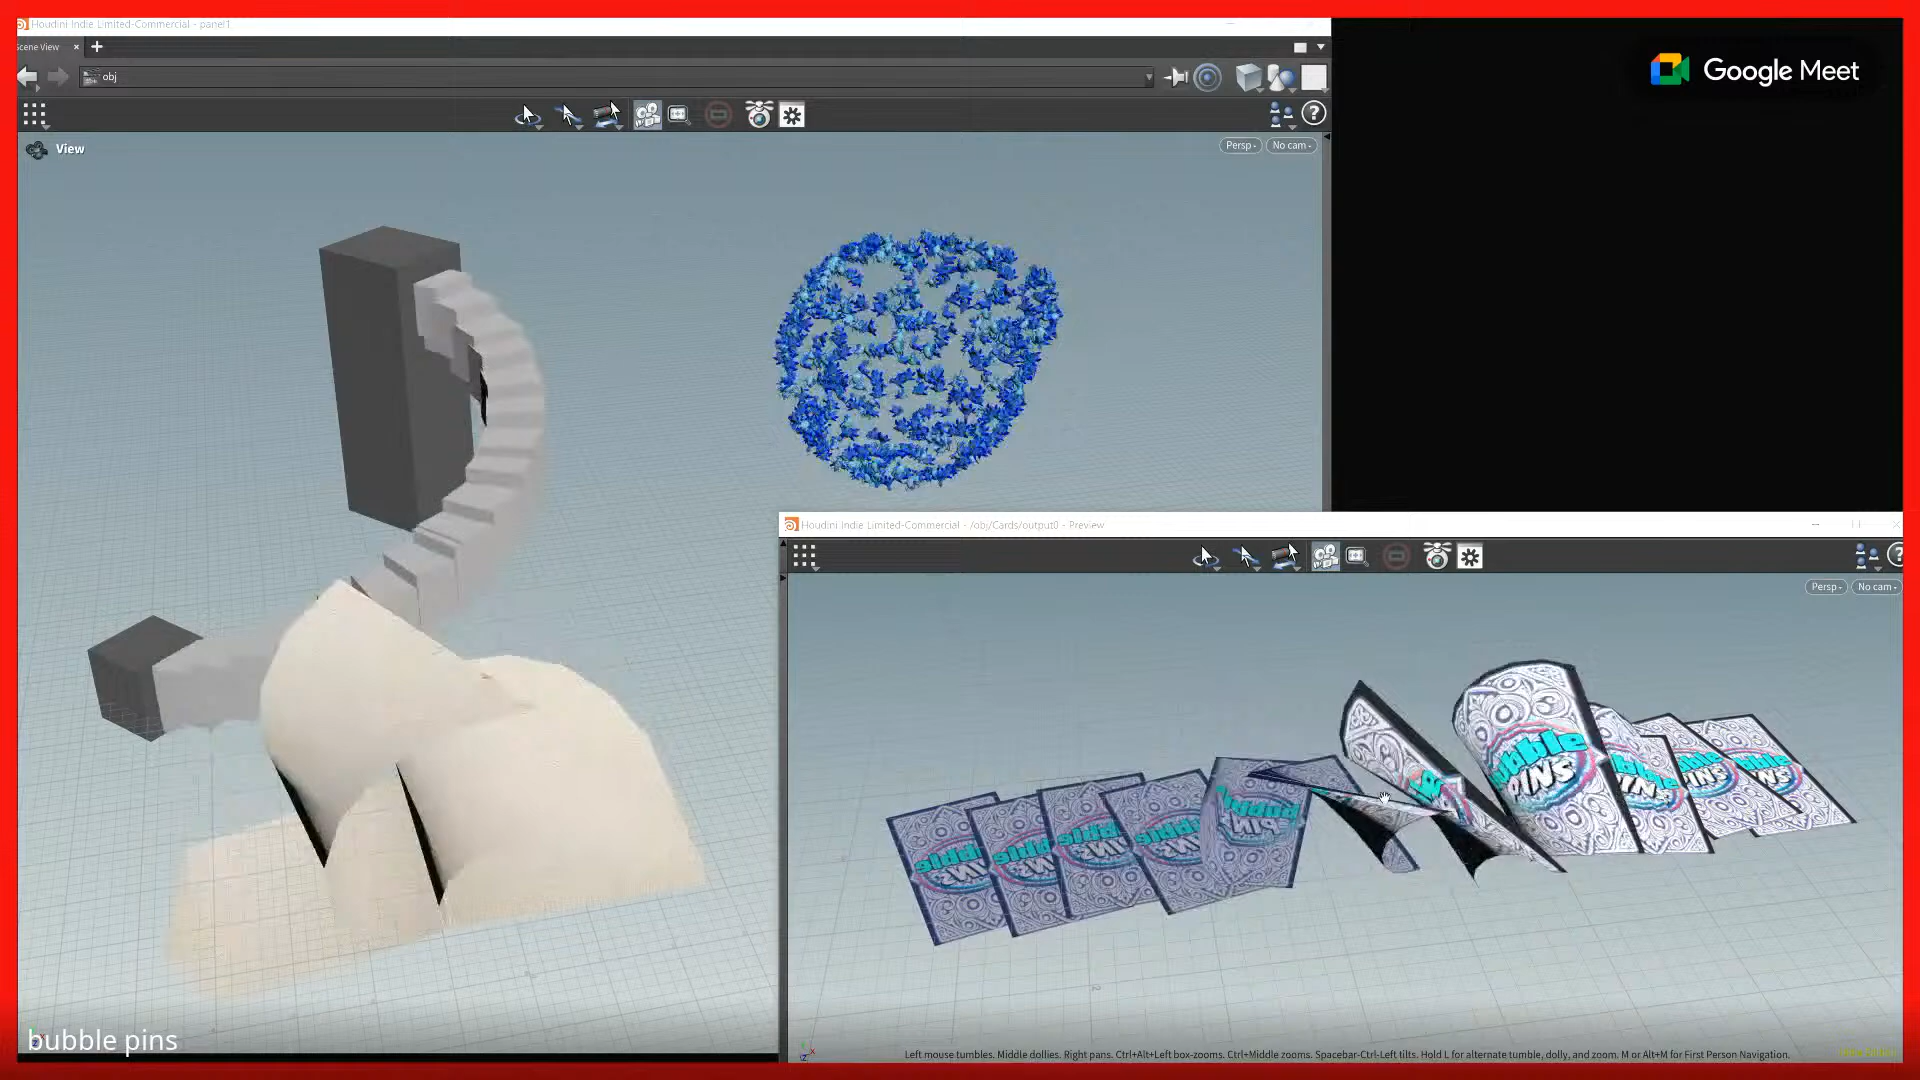 Houdini Indie Limited-Commercial - panel1
Scene View × +
Google Meet
obj
View
Persp
No cam
Houdini Indie Limited-Commercial - /obj/Cards/output0 - Preview
Persp
No cam
bubble
PINS
bubble pins
Left mouse tumbles. Middle dollies. Right pans. Ctrl+Alt+Left box-zooms. Ctrl+Middle zooms. Spacebar-Ctrl-Left tilts. Hold L for alternate tumble, dolly, and zoom. M or Alt+M for First Person Navigation.